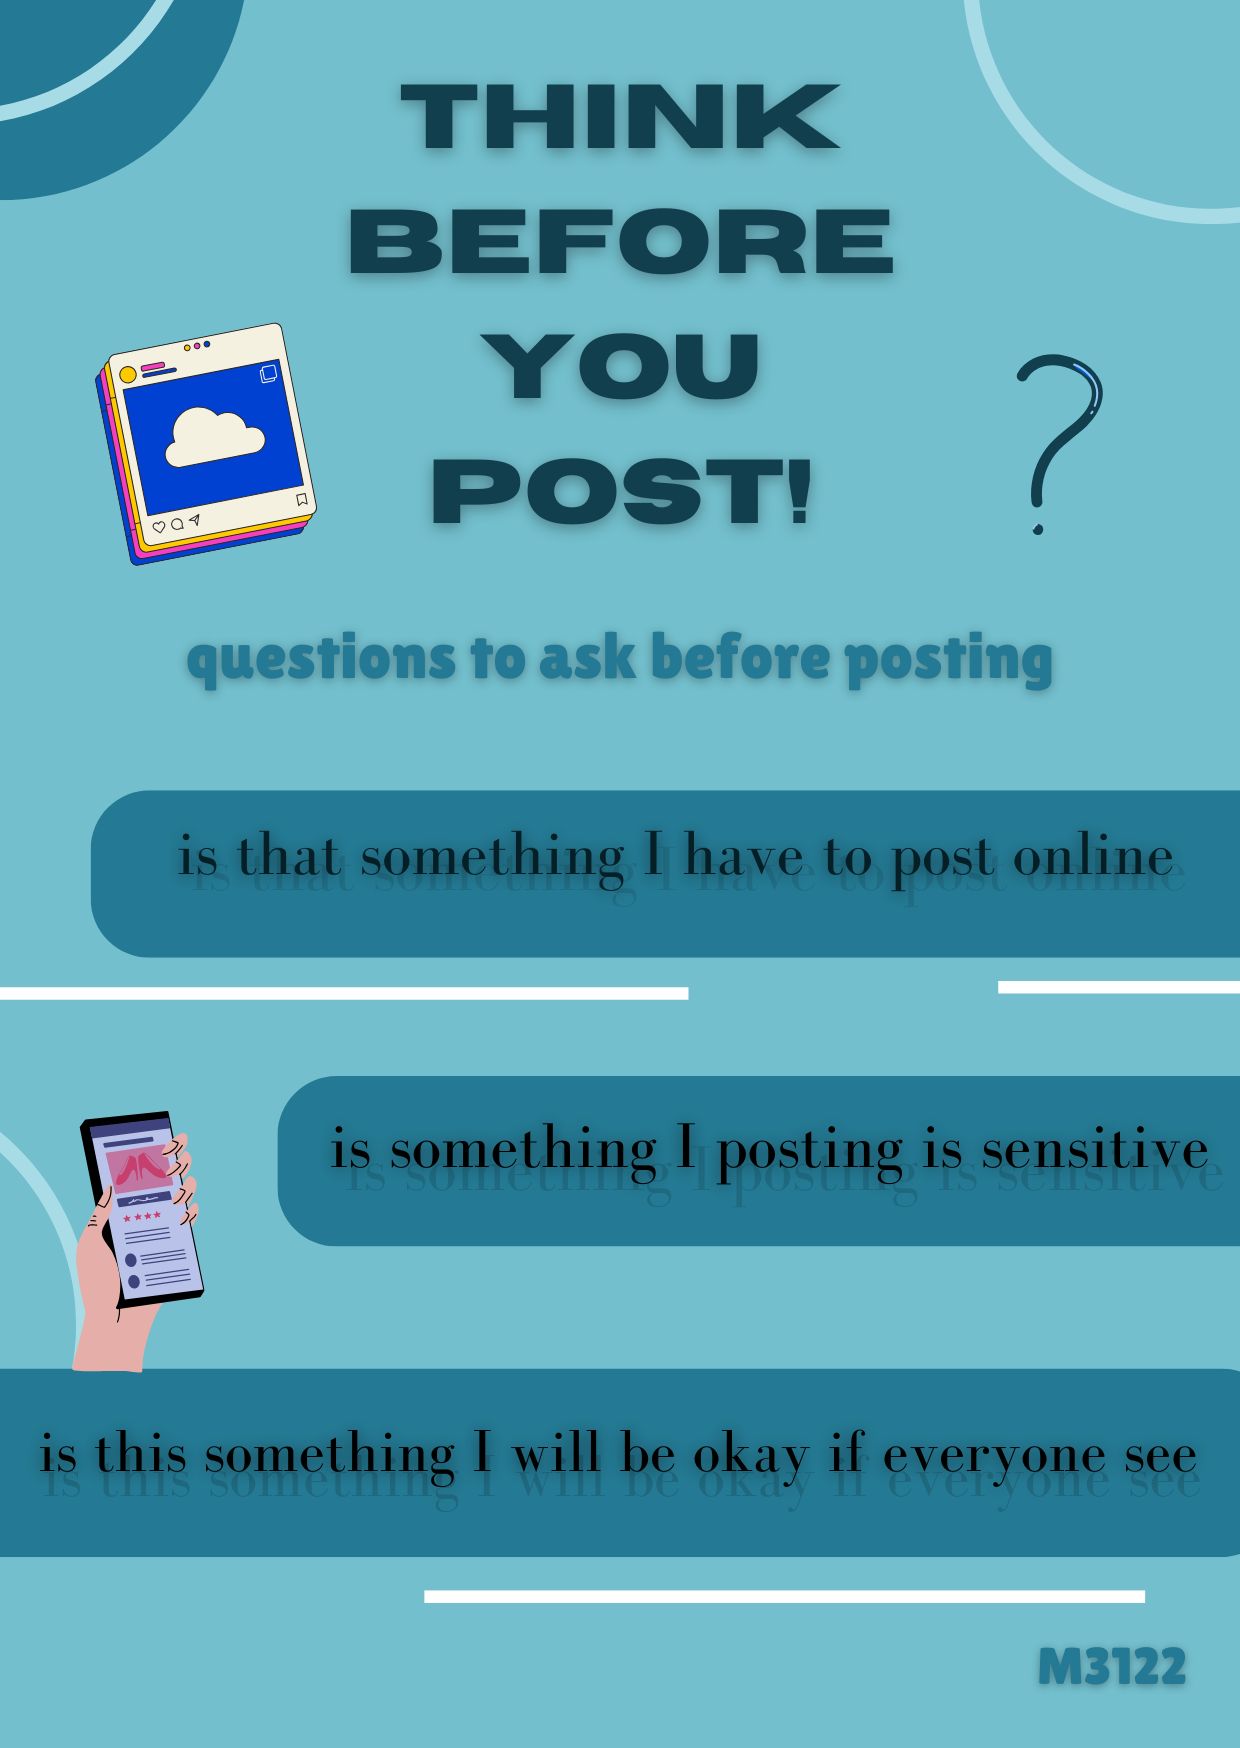 THINK
BEFORE
YOU
POST!
questions to ask before posting
is that something I have to post online
is something I posting is sensitive
is this something I will be okay if everyone see
M3122